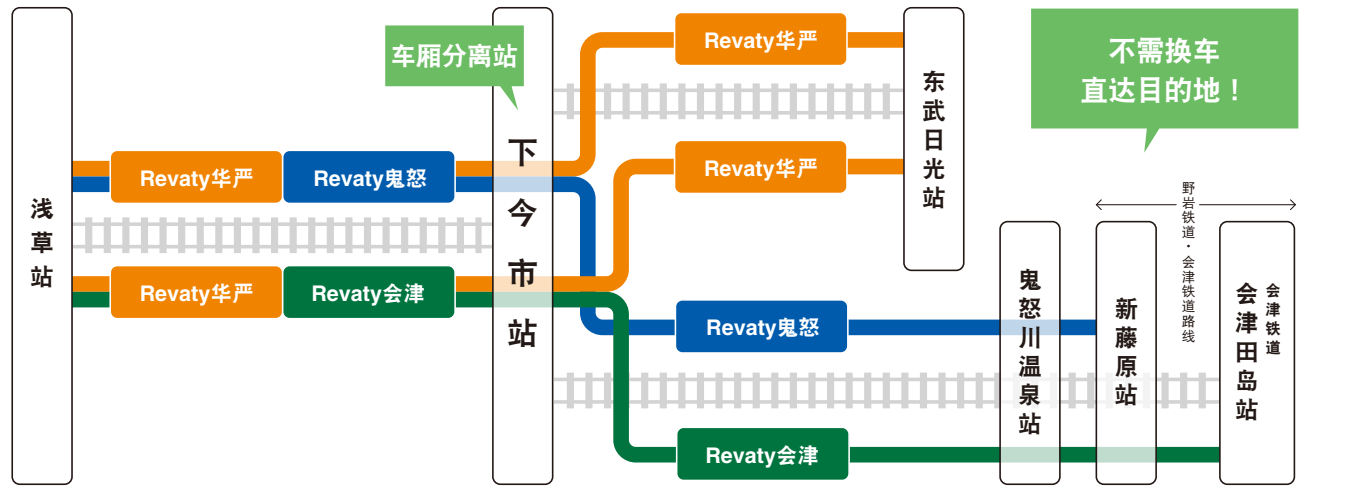 浅草站
Revaty华严
Revaty鬼怒
Revaty华严
Revaty会津
车厢分离站
下今市站
Revaty华严
Revaty华严
东武日光站
不需换车
直达目的地！
Revaty鬼怒
Revaty会津
鬼怒川温泉站
新藤原站
野岩铁道・会津铁道路线
会津铁道
会津田岛站